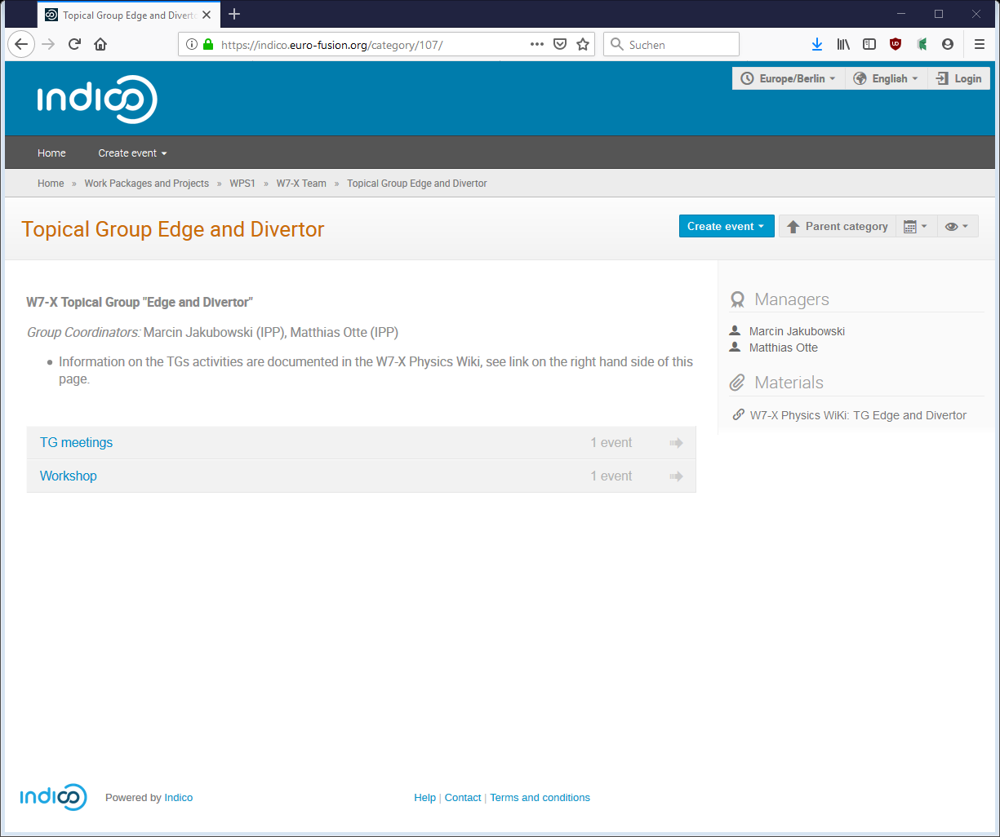 Topical Group Edge and Diverto
https://indico.euro-fusion.org/category/107/
Suchen
indico
Europe/Berlin
English
Login
Home
Create event
Home » Work Packages and Projects » WPS1 » W7-X Team » Topical Group Edge and Divertor
Topical Group Edge and Divertor
Create event
Parent category
W7-X Topical Group "Edge and Divertor"
Group Coordinators: Marcin Jakubowski (IPP), Matthias Otte (IPP)
Information on the TGs activities are documented in the W7-X Physics Wiki, see link on the right hand side of this
page.
TG meetings 1 event
Workshop 1 event
Managers
Marcin Jakubowski
Matthias Otte
Materials
W7-X Physics WiKi: TG Edge and Divertor
indico
Powered by Indico
Help | Contact | Terms and conditions